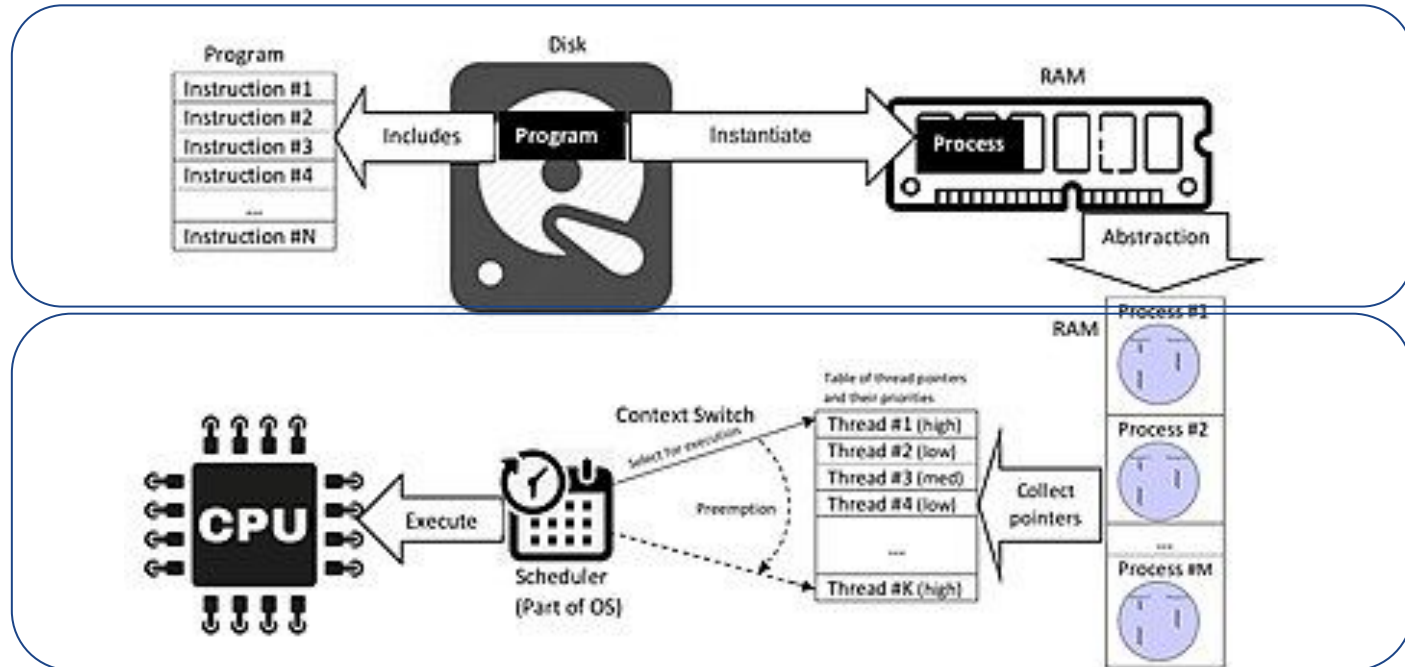 Disk
Program
RAM
Instruction #1
Instruction #2
Instruction #3
Instruction #4
...
Instruction #N
Includes
Program
Instantiate
Process
Abstraction
RAM
Process #1
Process #2
...
Process #M
Table of thread pointers
and their priorities
Context Switch
Select for execution
Thread #1 (high)
Thread #2 (low)
Thread #3 (med)
Thread #4 (low)
...
Thread #K (high)
Preemption
Collect
pointers
CPU
Execute
Scheduler
(Part of OS)